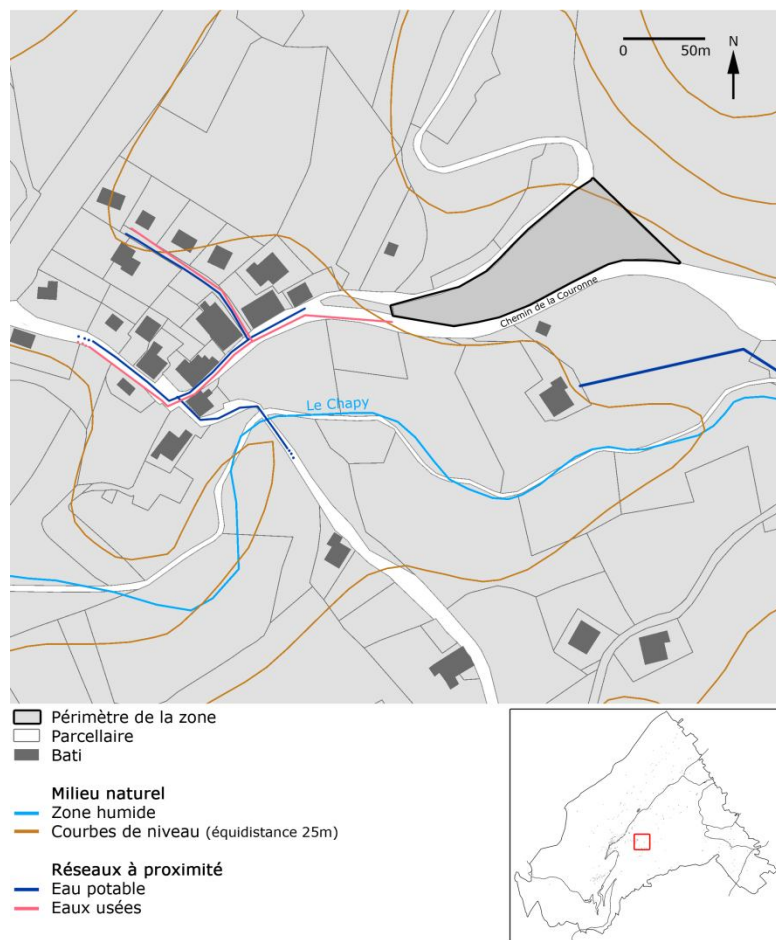 0 50m
N
Chemin de la Couronne
Le Chapy
Périmètre de la zone
Parcellaire
Bati
Milieu naturel
Zone humide
Courbes de niveau (équidistance 25m)
Réseaux à proximité
Eau potable
Eaux usées